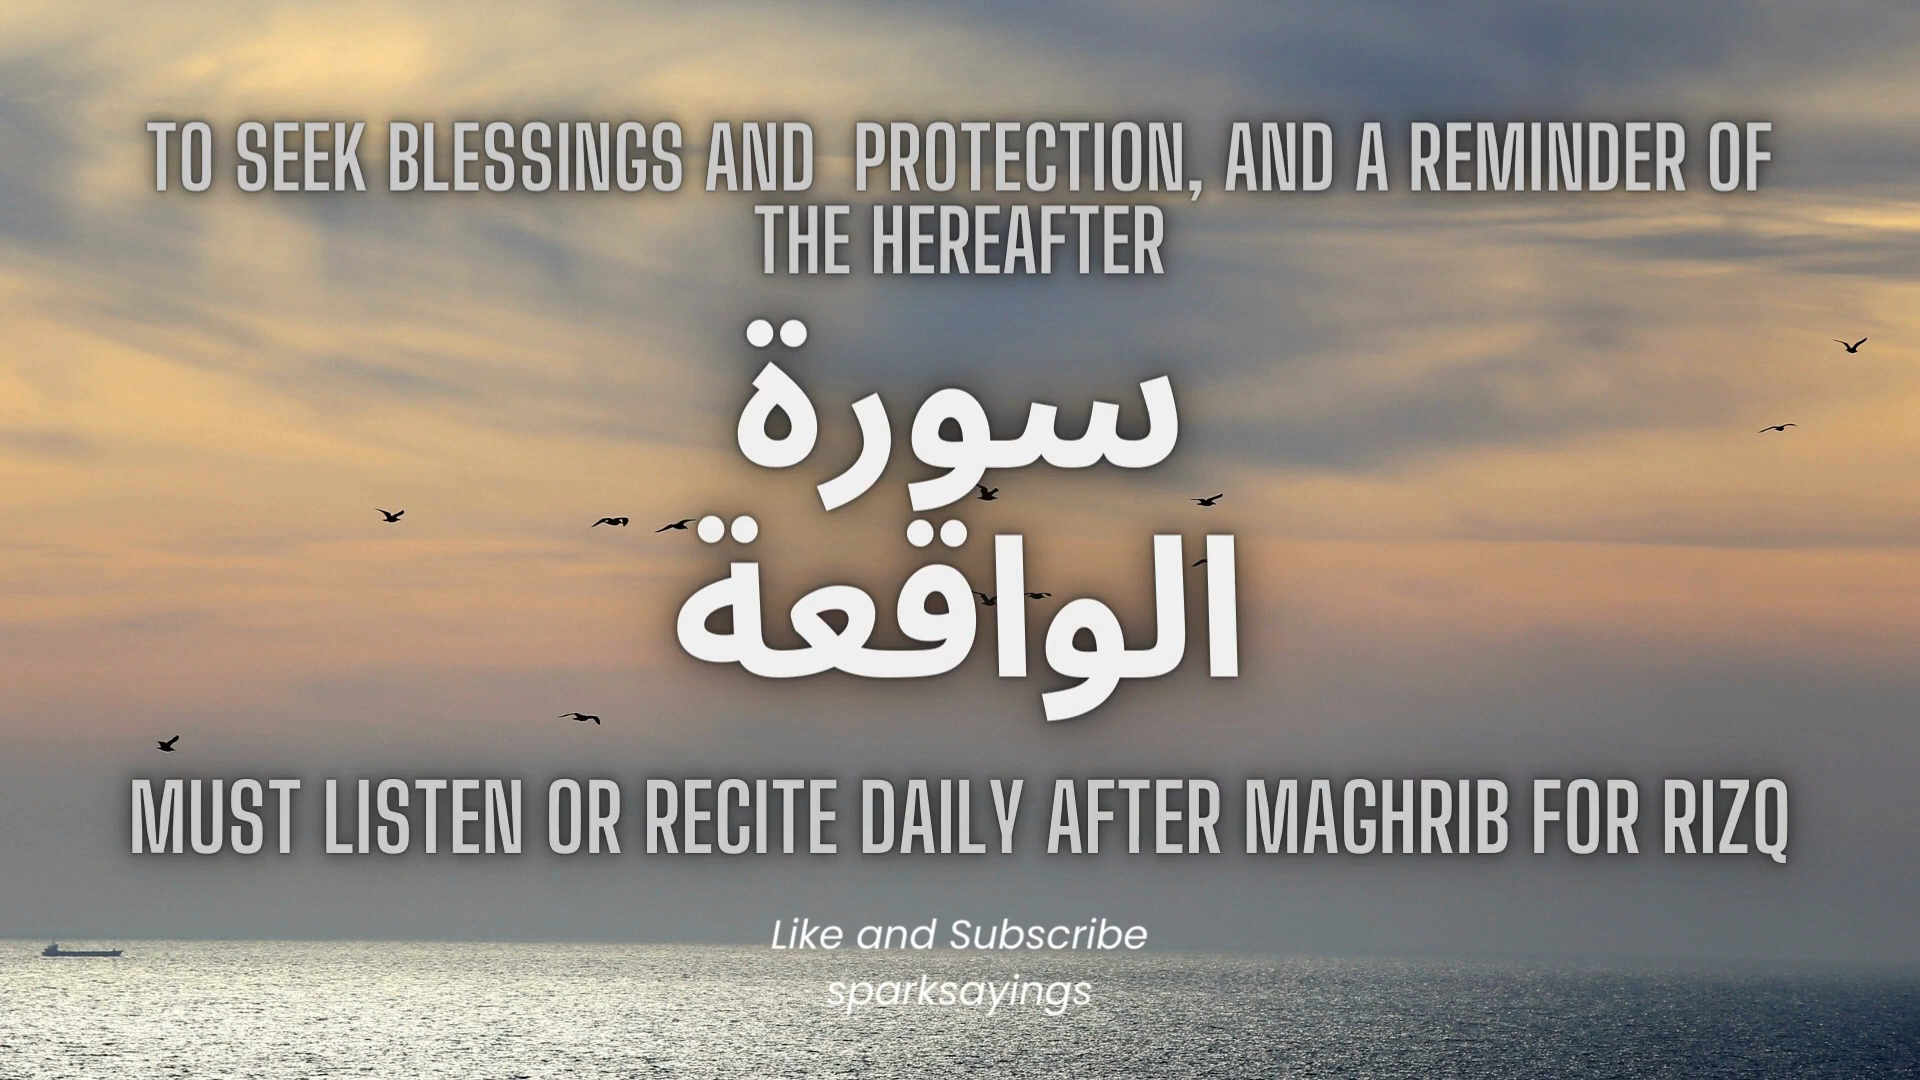 TO SEEK BLESSINGS AND  PROTECTION, AND A REMINDER OF
THE HEREAFTER
سورة
الواقعة
MUST LISTEN OR RECITE DAILY AFTER MAGHRIB FOR RIZQ
Like and Subscribe
sparksayings